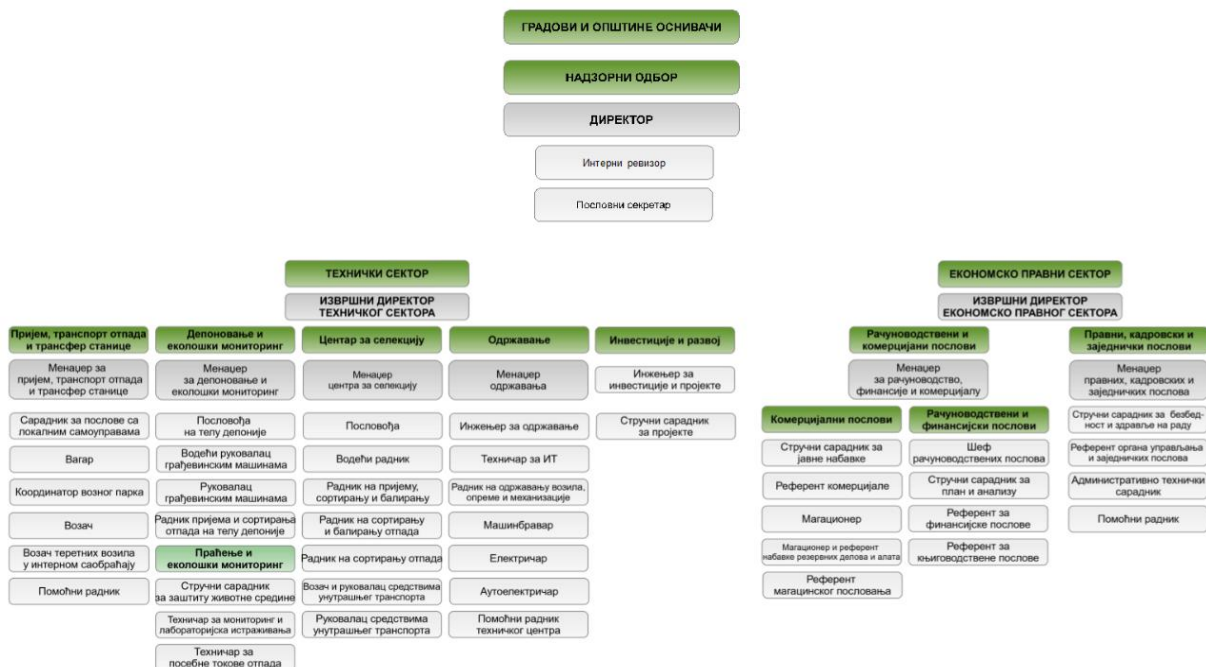 ГРАДОВИ И ОПШТИНЕ ОСНИВАЧИ
НАДЗОРНИ ОДБОР
ДИРЕКТОР
Интерни ревизор
Пословни секретар
ТЕХНИЧКИ СЕКТОР
ИЗВРШНИ ДИРЕКТОР
ТЕХНИЧКОГ СЕКТОРА
Пријем, транспорт отпада
и трансфер станице
Менаџер за
пријем, транспорт отпада
и трансфер станице
Сарадник за послове са
локалним самоуправама
Вагар
Координатор возног парка
Возач
Возач теретних возила
у интерном саобраћају
Помоћни радник
Депоновање и
еколошки мониторинг
Менаџер
за депоновање и
еколошки мониторинг
Пословођа
на телу депоније
Водећи руковалац
грађевинским машинама
Руковалац
грађевинским машинама
Радник пријема и сортирања
отпада на телу депоније
Праћење и
еколошки мониторинг
Стручни сарадник
за заштиту животне средине
Техничар за мониторинг и
лабораторијска истраживања
Техничар за
посебне токове отпада
Центар за селекцију
Менаџер
центра за селекцију
Пословођа
Водећи радник
Радник на пријему,
сортирању и балирању
Радник на сортирању
и балирању отпада
Радник на сортирању отпада
Возач и руковалац средствима
унутрашњег транспорта
Руковалац средствима
унутрашњег транспорта
Одржавање
Менаџер
одржавања
Инжењер за одржавање
Техничар за ИТ
Радник на одржавању возила,
опреме и механизације
Машинбравар
Електричар
Аутоелектричар
Помоћни радник
техничког центра
Инвестиције и развој
Инжењер за
инвестиције и пројекте
Стручни сарадник
за пројекте
ЕКОНОМСКО ПРАВНИ СЕКТОР
ИЗВРШНИ ДИРЕКТОР
ЕКОНОМСКО ПРАВНОГ СЕКТОРА
Рачуноводствени и
комерцијани послови
Менаџер
за рачуноводство,
финансије и комерцијалу
Комерцијални послови
Стручни сарадник за
јавне набавке
Референт комерцијале
Магационер
Магационер и референт
набавке резервних делова и алата
Референт
магацинског пословања
Рачуноводствени и
финансијски послови
Шеф
рачуноводствених послова
Стручни сарадник за
план и анализу
Референт за
финансијске послове
Референт за
књиговодствене послове
Правни, кадровски и
заједнички послови
Менаџер
правних, кадровских и
заједничких послова
Стручни сарадник за безбед-
ност и здравље на раду
Референт органа управљања
и заједничких послова
Административно технички
сарадник
Помоћни радник